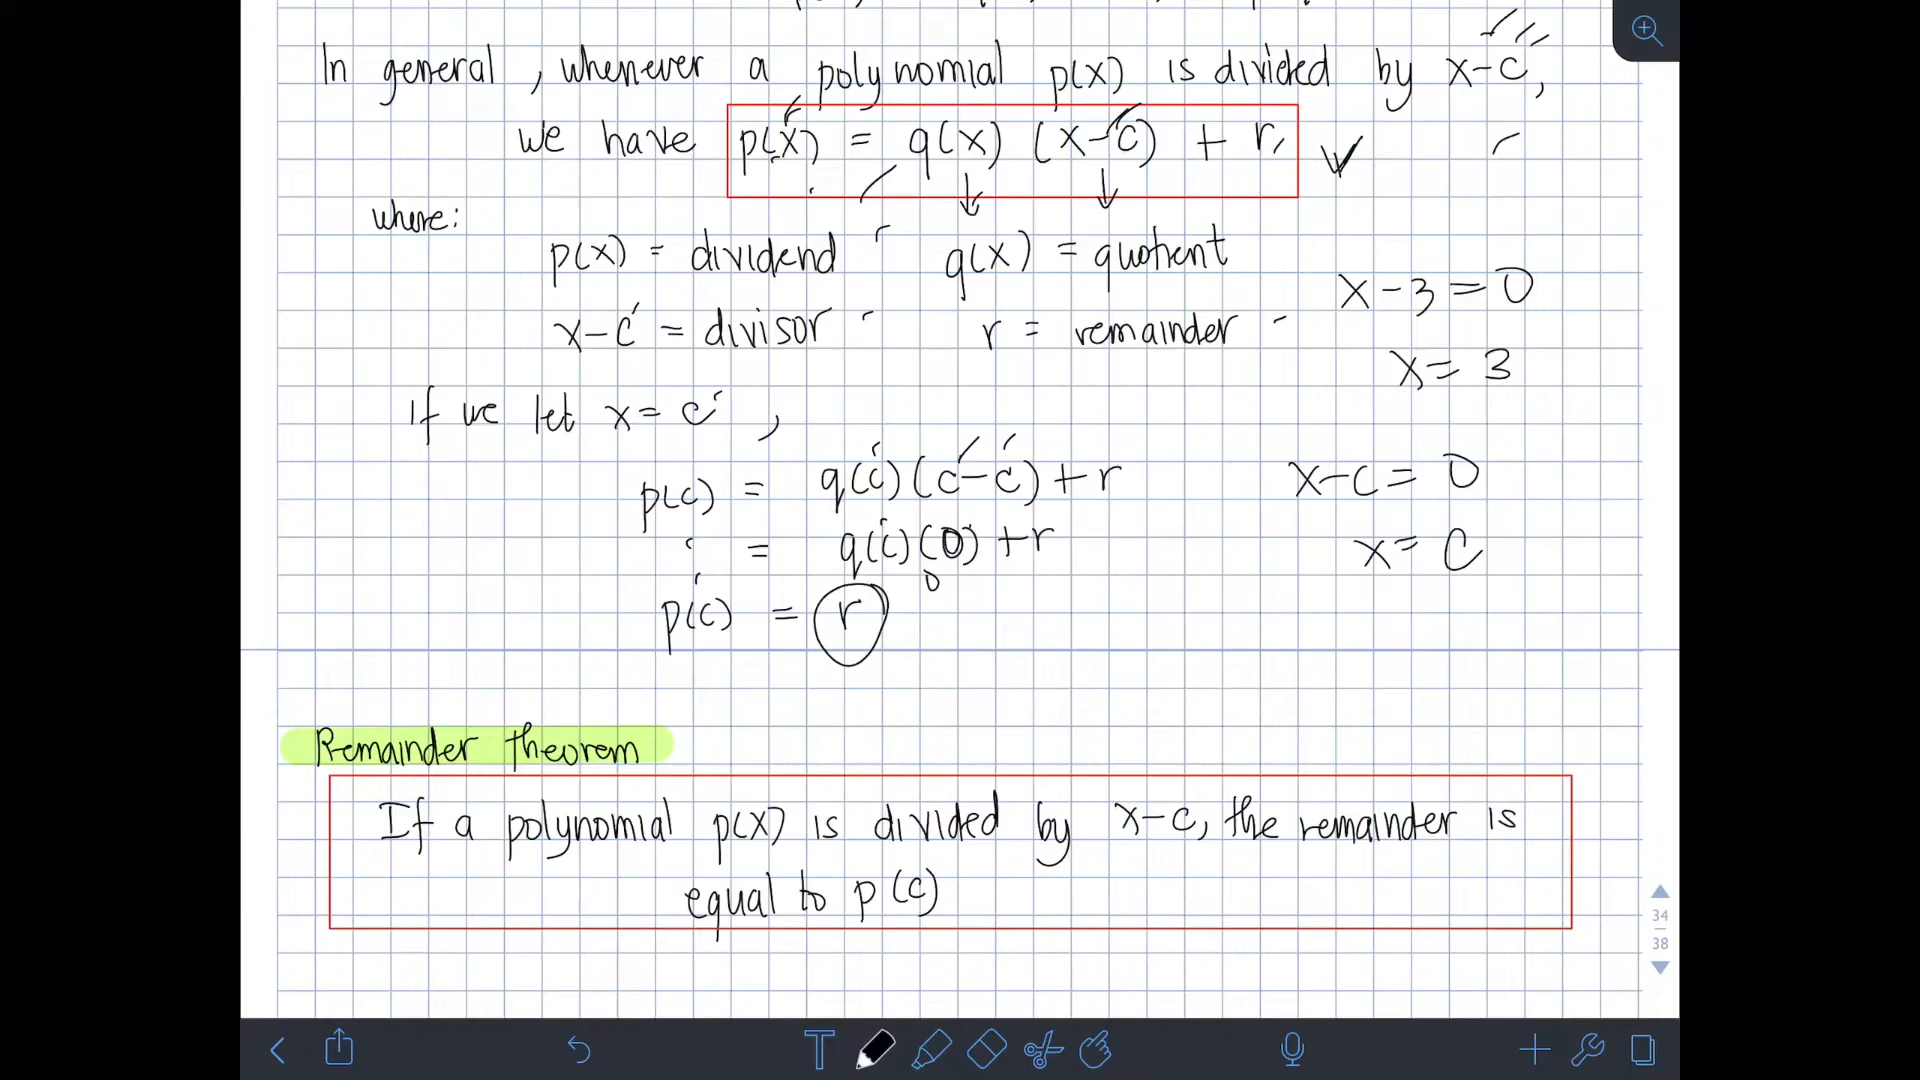 In general, whenever a polynomial p(x) is divided by x-c,
we have p(x) = q(x) (x-c) + r,
where:
p(x) = dividend q(x) = quotient
x-c = divisor r = remainder
x-3=0
x=3
If we let x=c,
p(c) = q(c)(c-c)+r
= q(c)(0)+r
0
p(c) = r
x-c=0
x=c
Remainder theorem
If a polynomial p(x) is divided by x-c, the remainder is
equal to p(c)
34
38
T